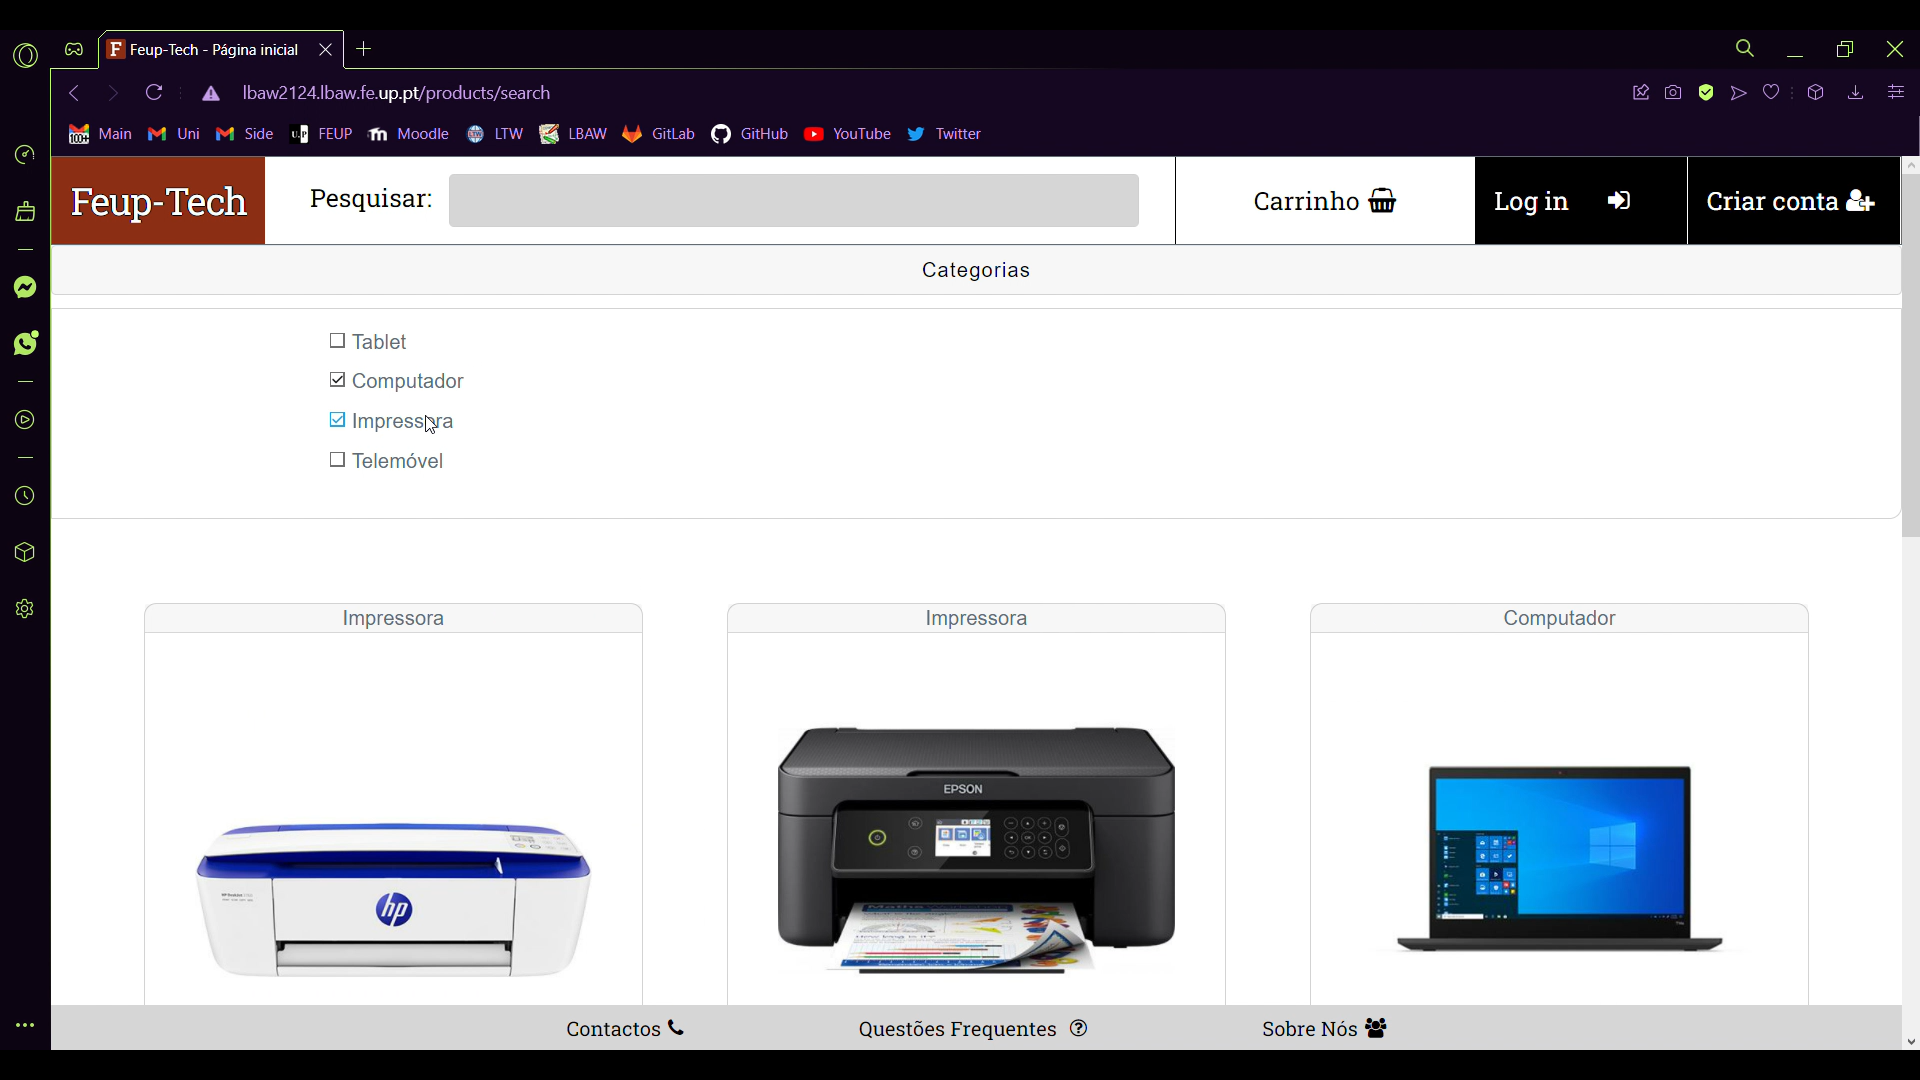 Feup-Tech - Página inicial
lbaw2124.lbaw.fe.up.pt/products/search
Main Uni Side FEUP Moodle LTW LBAW GitLab GitHub YouTube Twitter
Feup-Tech Pesquisar: Carrinho Log in Criar conta
Categorias
Tablet
Computador
Impressora
Telemóvel
Impressora Impressora Computador
EPSON
hp
Contactos Questões Frequentes Sobre Nós